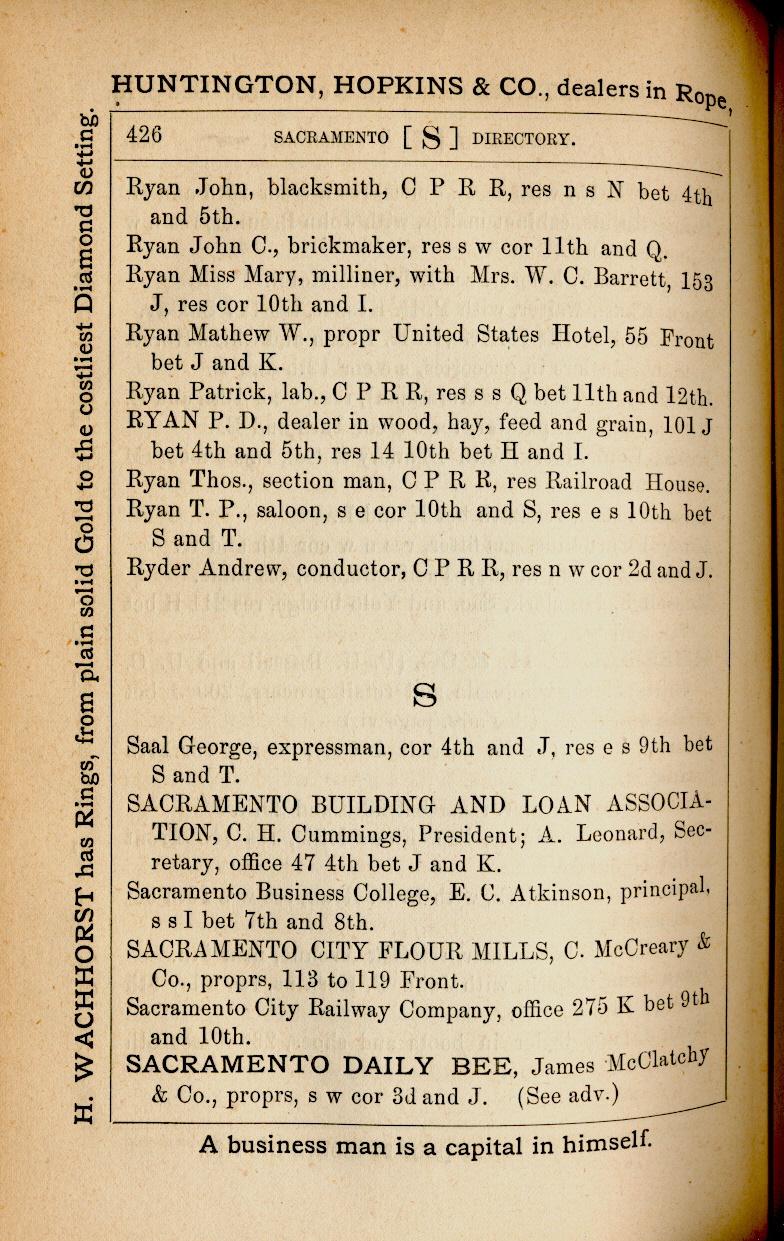 HUNTINGTON, HOPKINS & CO., dealers in Rope,
426 SACRAMENTO [ S ] DIRECTORY.
Ryan John, blacksmith, C P R R, res n s N bet 4th
and 5th.
Ryan John C., brickmaker, res s w cor 11th and Q.
Ryan Miss Mary, milliner, with Mrs. W. C. Barrett, 153
J, res cor 10th and I.
Ryan Mathew W., propr United States Hotel, 55 Front
bet J and K.
Ryan Patrick, lab., C P R R, res s s Q bet 11th and 12th.
RYAN P. D., dealer in wood, hay, feed and grain, 101 J
bet 4th and 5th, res 14 10th bet H and I.
Ryan Thos., section man, C P R R, res Railroad House.
Ryan T. P., saloon, s e cor 10th and S, res e s 10th bet
S and T.
Ryder Andrew, conductor, C P R R, res n w cor 2d and J.
S
Saal George, expressman, cor 4th and J, res e s 9th bet
S and T.
SACRAMENTO BUILDING AND LOAN ASSOCIA-
TION, C. H. Cummings, President; A. Leonard, Sec-
retary, office 47 4th bet J and K.
Sacramento Business College, E. C. Atkinson, principal,
s s I bet 7th and 8th.
SACRAMENTO CITY FLOUR MILLS, C. McCreary &
Co., proprs, 113 to 119 Front.
Sacramento City Railway Company, office 275 K bet 9th
and 10th.
SACRAMENTO DAILY BEE, James McClatchy
& Co., proprs, s w cor 3d and J. (See adv.)
A business man is a capital in himself.
H. WACHHORST has Rings, from plain solid Gold to the costliest Diamond Setting.